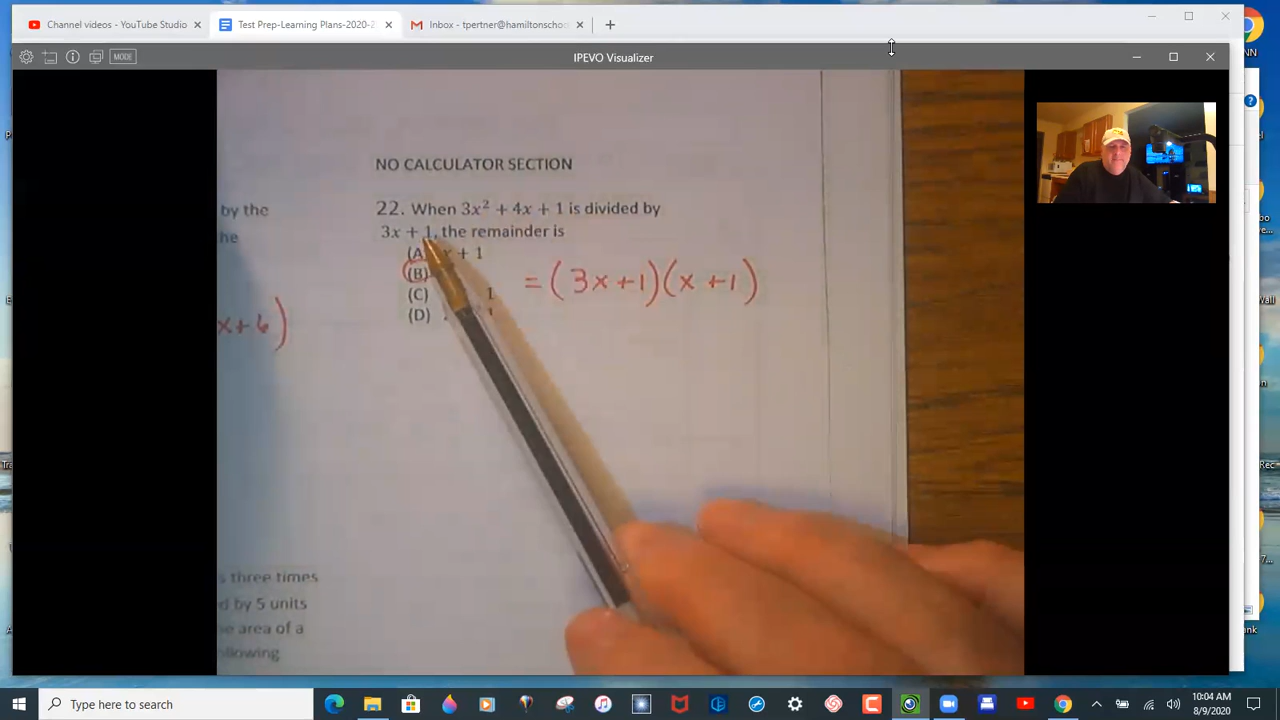 Channel videos - YouTube Studio
Test Prep-Learning Plans-2020-2
Inbox - tpertner@hamiltonschoo
MODE
IPEVO Visualizer
NO CALCULATOR SECTION
by the
he
x+6)
22. When 3x² + 4x + 1 is divided by
3x + 1, the remainder is
(A) x + 1
(B)
(C) 1
(D) 1
= (3x+1)(x+1)
s three times
d by 5 units
e area of a
llowing
Type here to search
10:04 AM
8/9/2020